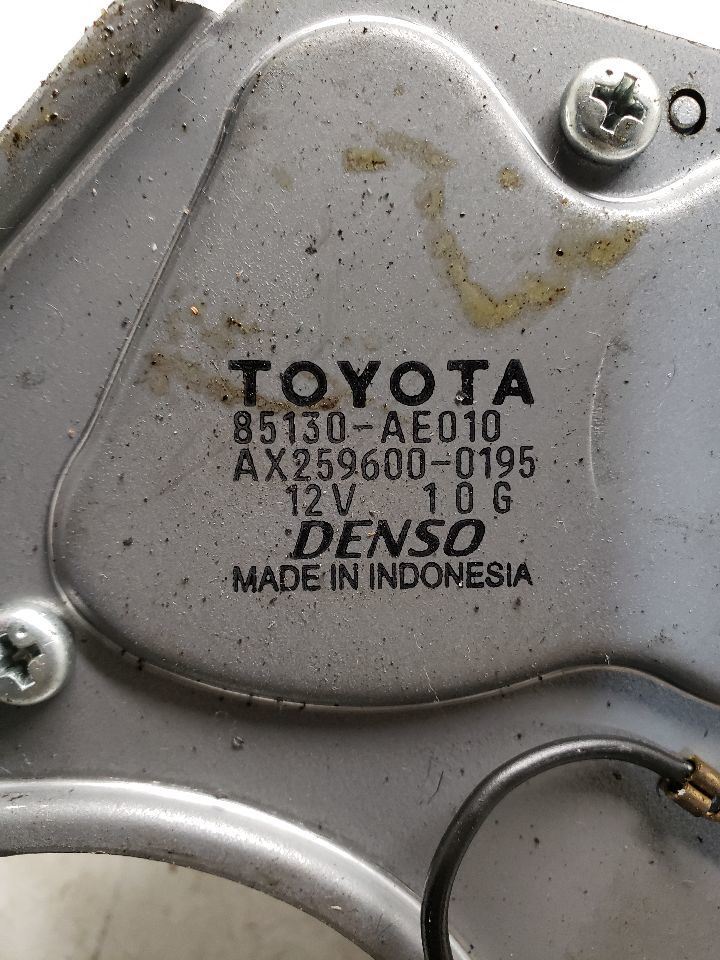 TOYOTA
85130-AE010
AX259600-0195
12V 10G
DENSO
MADE IN INDONESIA